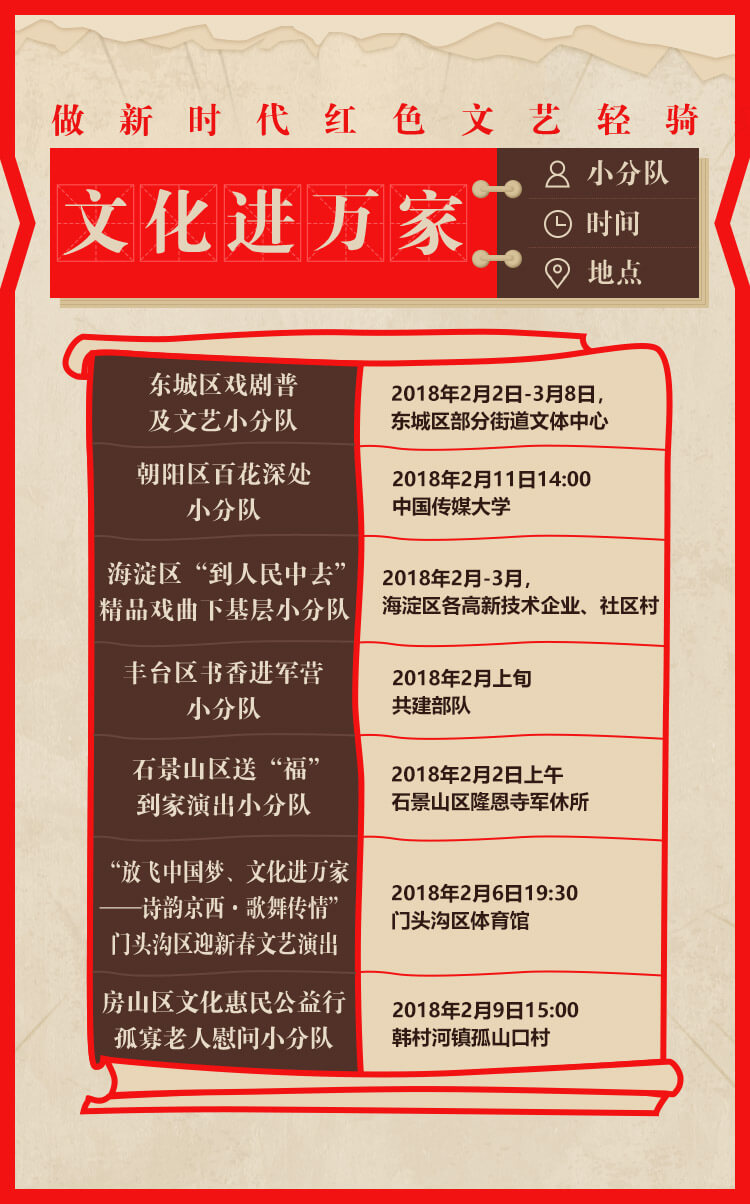 做新时代红色文艺轻骑
文化进万家
小分队
时间
地点
东城区戏剧普
及文艺小分队
2018年2月2日-3月8日，
东城区部分街道文体中心
朝阳区百花深处
小分队
2018年2月11日14:00
中国传媒大学
海淀区“到人民中去”
精品戏曲下基层小分队
2018年2月-3月，
海淀区各高新技术企业、社区村
丰台区书香进军营
小分队
2018年2月上旬
共建部队
石景山区送“福”
到家演出小分队
2018年2月2日上午
石景山区隆恩寺军休所
“放飞中国梦、文化进万家
——诗韵京西·歌舞传情”
门头沟区迎新春文艺演出
2018年2月6日19:30
门头沟区体育馆
房山区文化惠民公益行
孤寡老人慰问小分队
2018年2月9日15:00
韩村河镇孤山口村